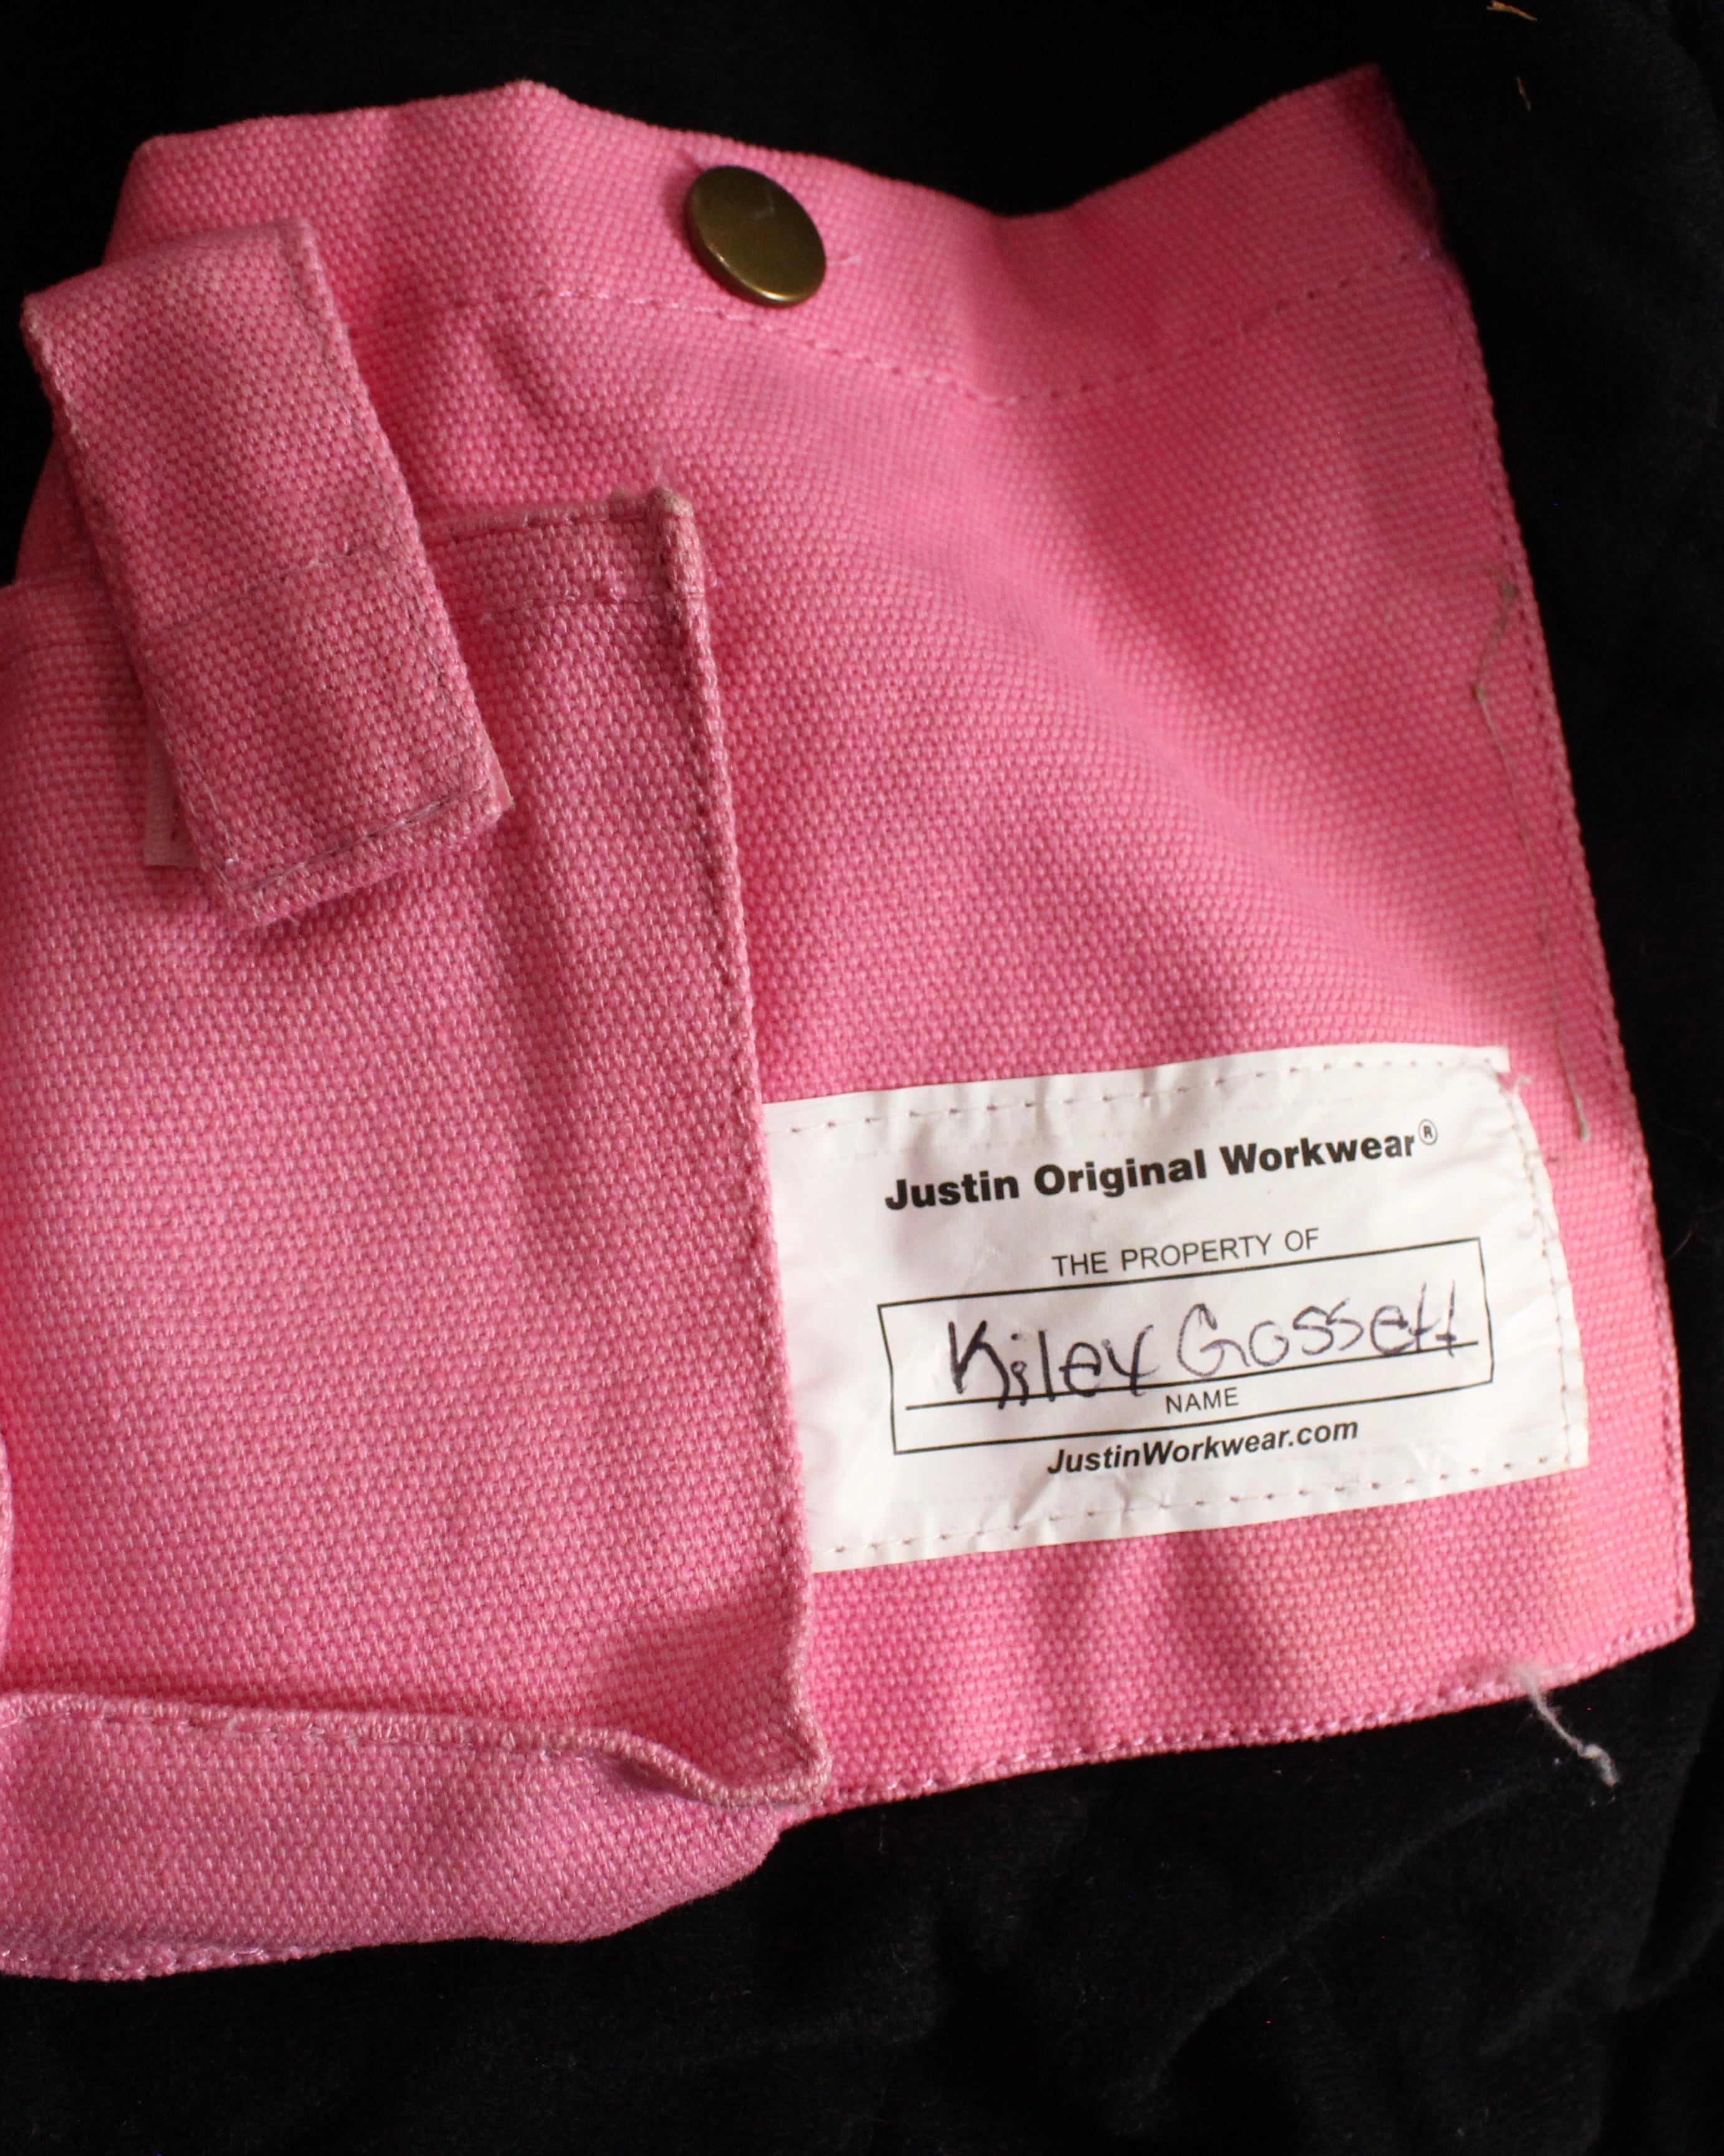 Justin Original Workwear®
THE PROPERTY OF
Kiley Gossett
NAME
JustinWorkwear.com